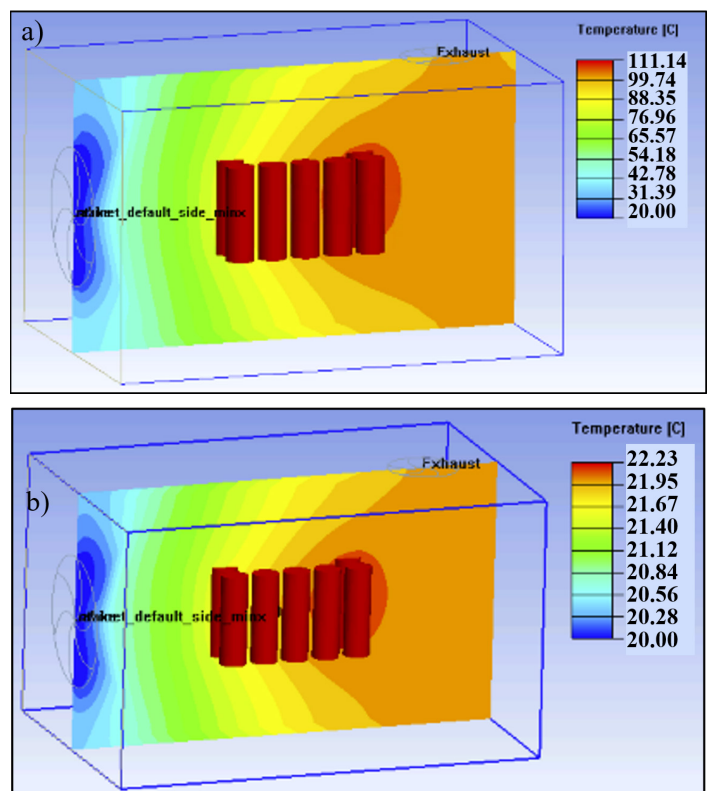 a)
Exhaust
Temperature [C]
111.14
99.74
88.35
76.96
65.57
54.18
42.78
31.39
20.00
_default_side_minx
b)
Exhaust
Temperature [C]
22.23
21.95
21.67
21.40
21.12
20.84
20.56
20.28
20.00
_default_side_minx